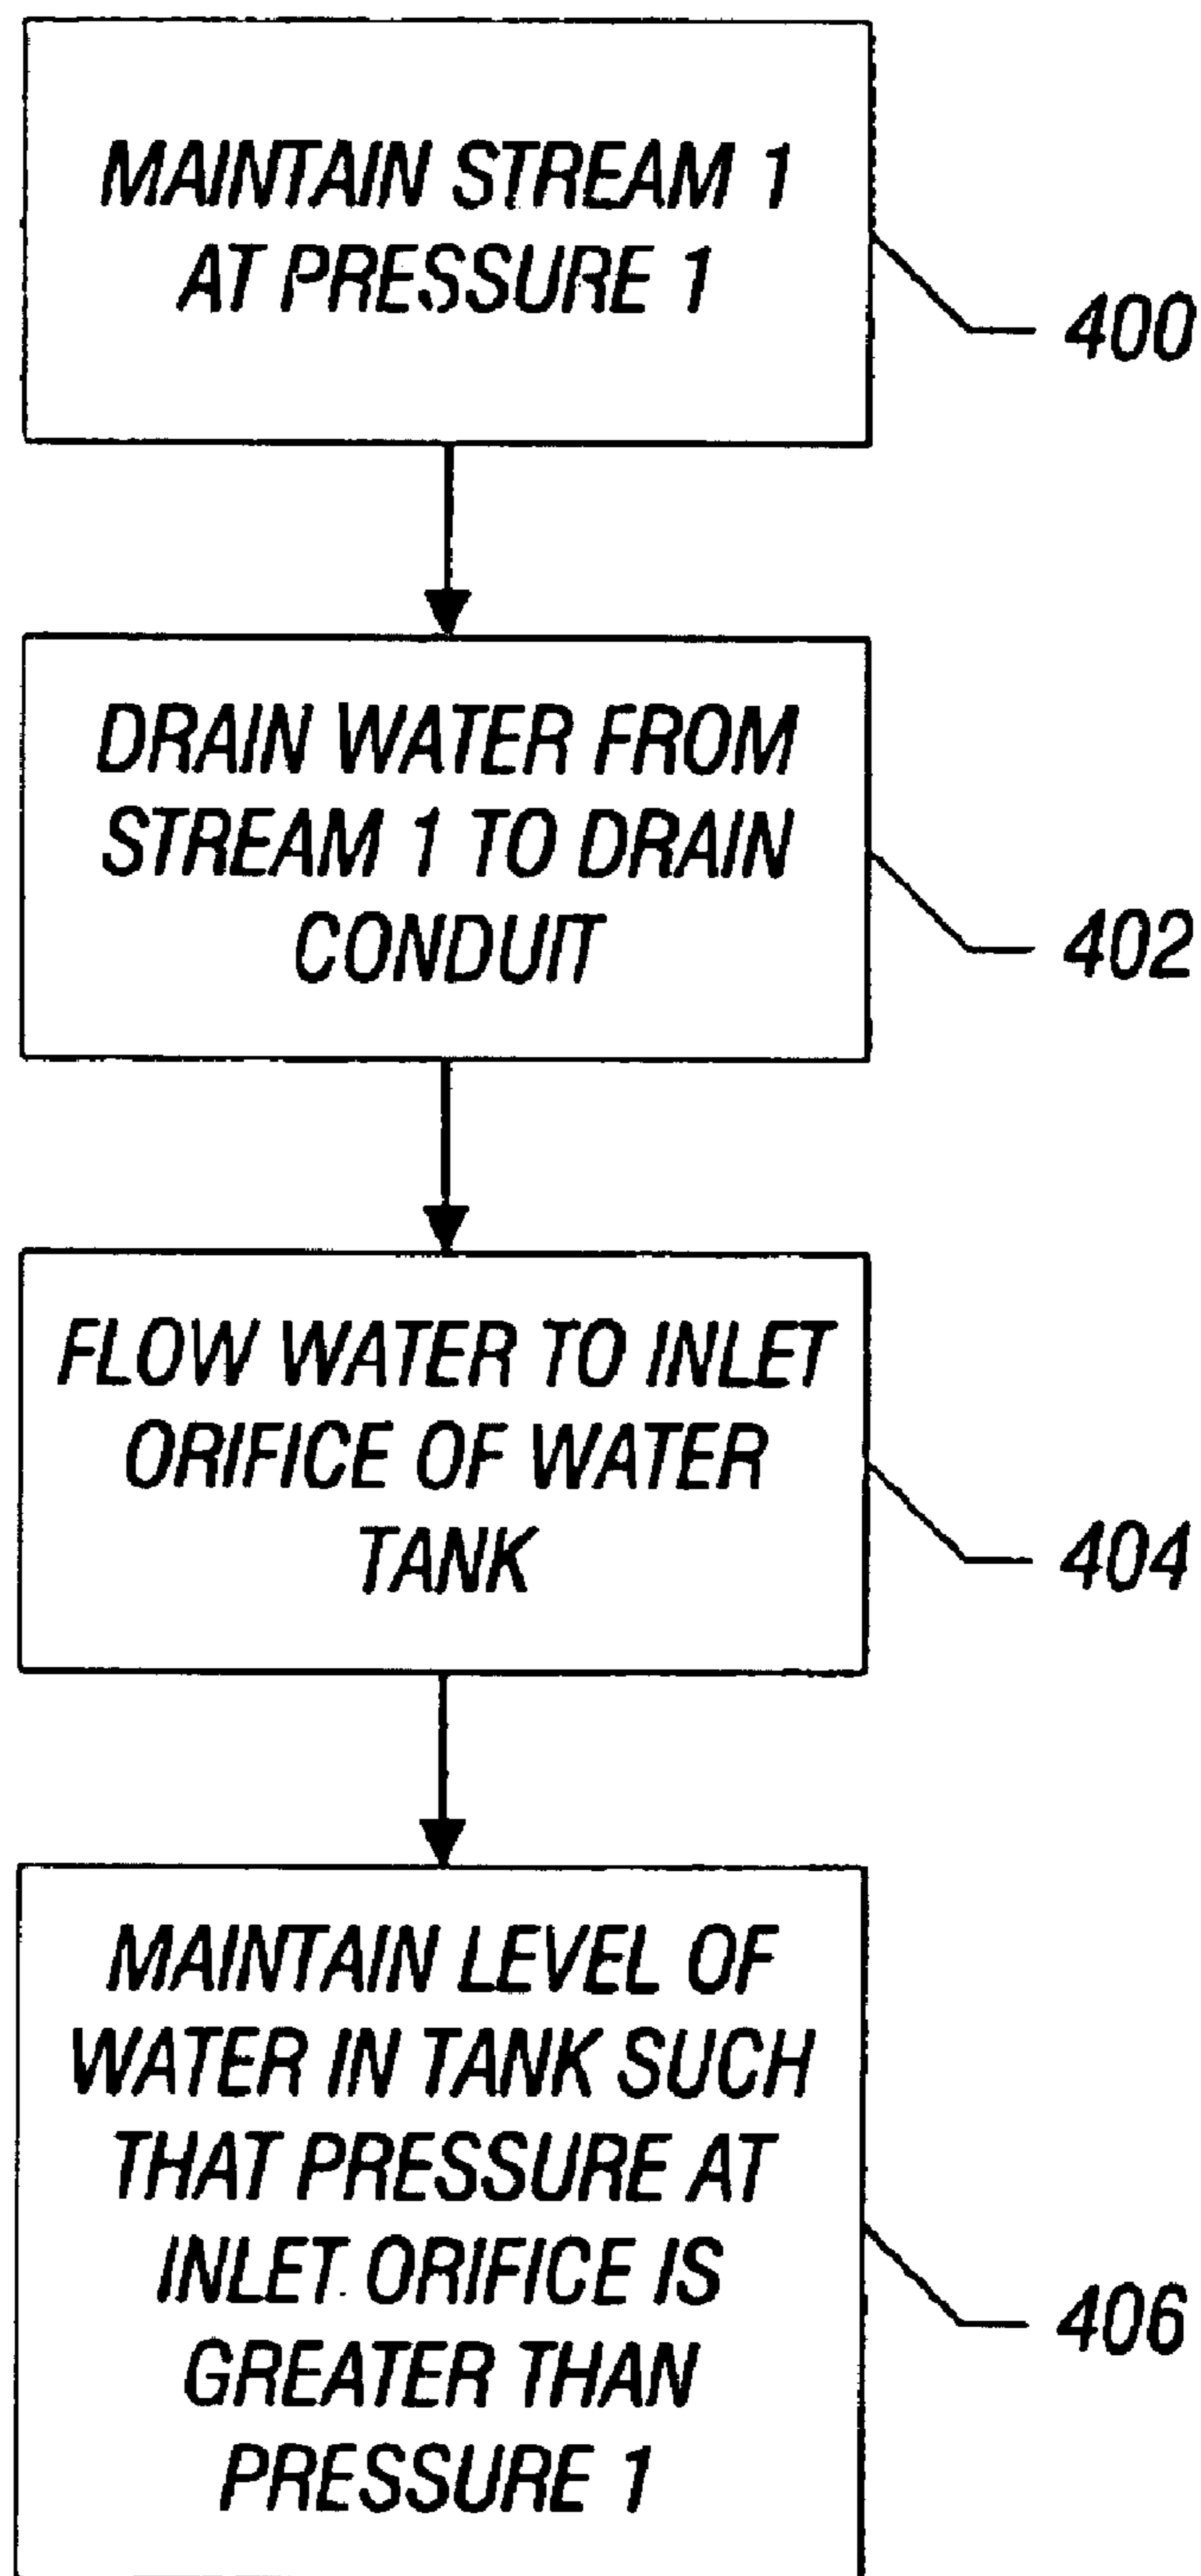 MAINTAIN STREAM 1
AT PRESSURE 1
400
DRAIN WATER FROM
STREAM 1 TO DRAIN
CONDUIT
402
FLOW WATER TO INLET
ORIFICE OF WATER
TANK
404
MAINTAIN LEVEL OF
WATER IN TANK SUCH
THAT PRESSURE AT
INLET ORIFICE IS
GREATER THAN
PRESSURE 1
406